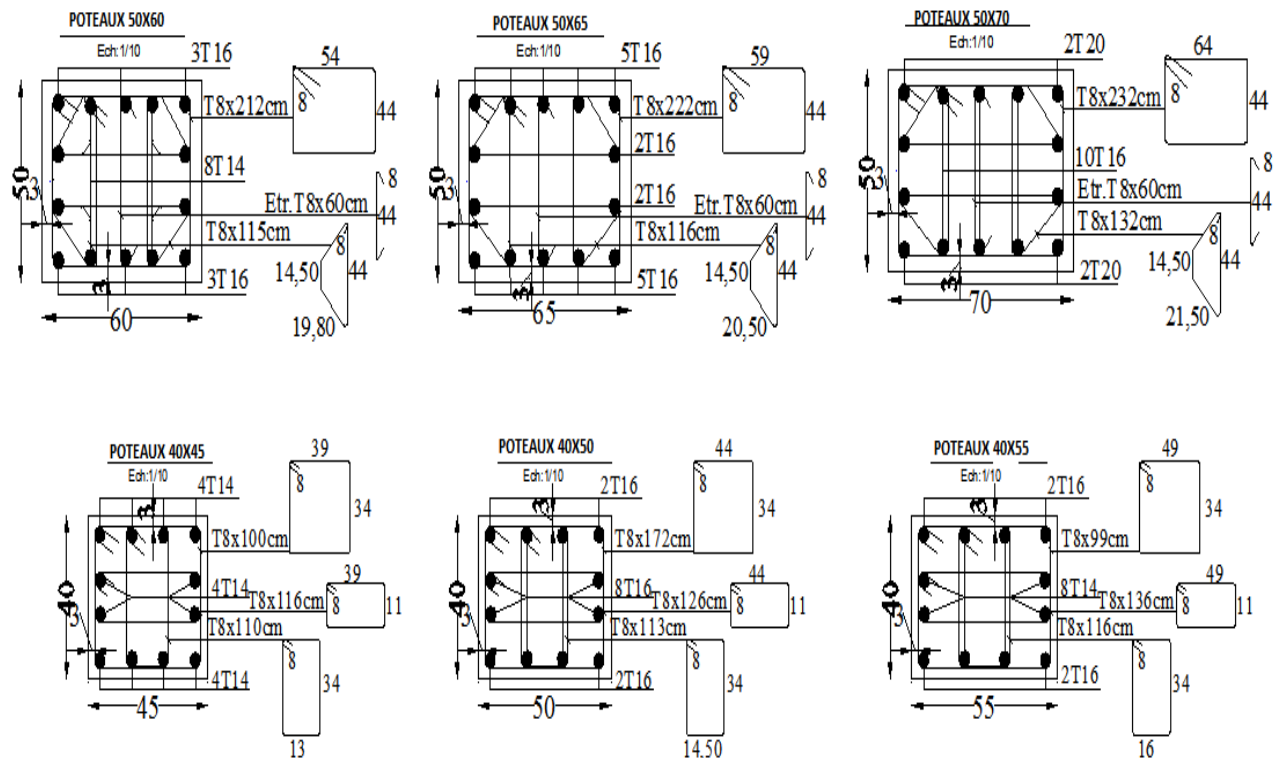 POTEAUX 50X60
Ech:1/10
3T16
54
T8x212cm
8
44
8T14
Etr.T8x60cm
8
44
T8x115cm
8
14,50
44
19,80
3T16
50
3
3
60
POTEAUX 50X65
Ech:1/10
5T16
59
T8x222cm
8
44
2T16
2T16
Etr.T8x60cm
8
44
T8x116cm
8
14,50
44
20,50
5T16
50
3
3
65
POTEAUX 50X70
Ech:1/10
2T20
64
T8x232cm
8
44
10T16
Etr.T8x60cm
8
44
T8x132cm
8
14,50
44
21,50
2T20
50
3
3
70
POTEAUX 40X45
Ech:1/10
4T14
39
8
34
T8x100cm
39
4T14
T8x116cm
8
11
T8x110cm
8
34
4T14
13
40
3
3
45
POTEAUX 40X50
Ech:1/10
2T16
44
8
34
T8x172cm
44
8T16
T8x126cm
8
11
T8x113cm
8
34
2T16
14.50
40
3
3
50
POTEAUX 40X55
Ech:1/10
2T16
49
8
34
T8x99cm
49
8T14
T8x136cm
8
11
T8x116cm
8
34
2T16
16
40
3
3
55